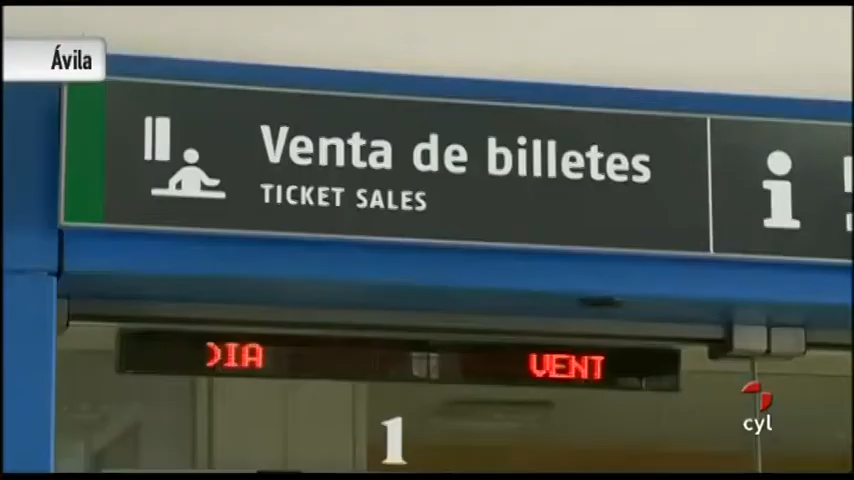 Ávila
Venta de billetes
TICKET SALES
DIA VENT
1
cyl